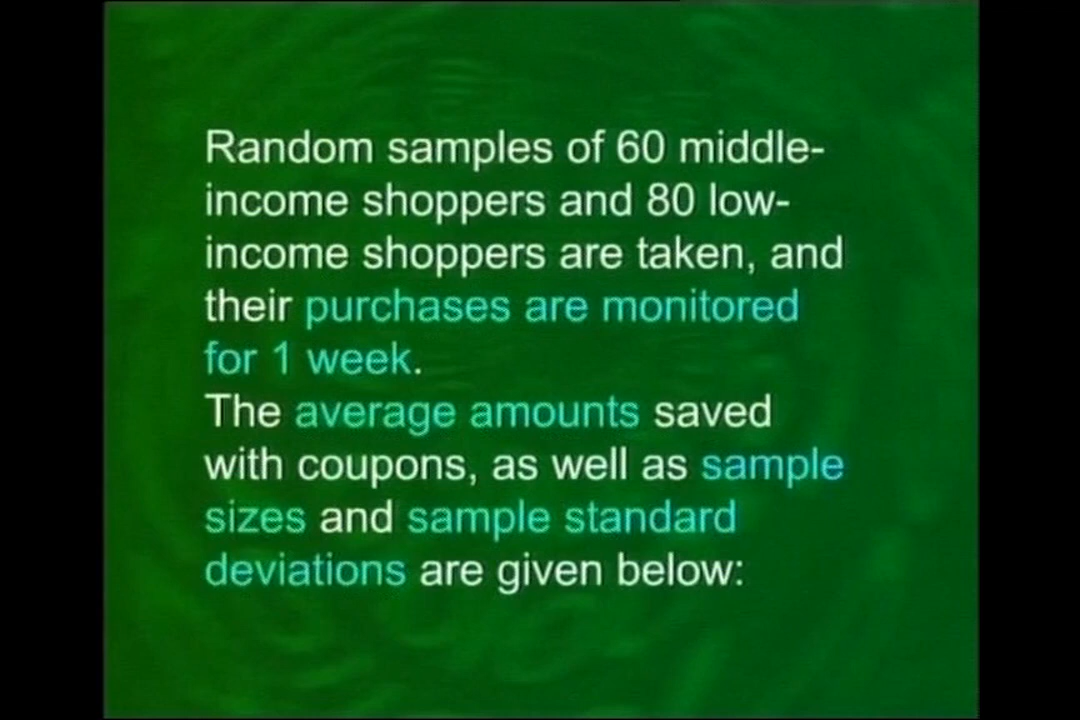 Random samples of 60 middle-
income shoppers and 80 low-
income shoppers are taken, and
their purchases are monitored
for 1 week.
The average amounts saved
with coupons, as well as sample
sizes and sample standard
deviations are given below: